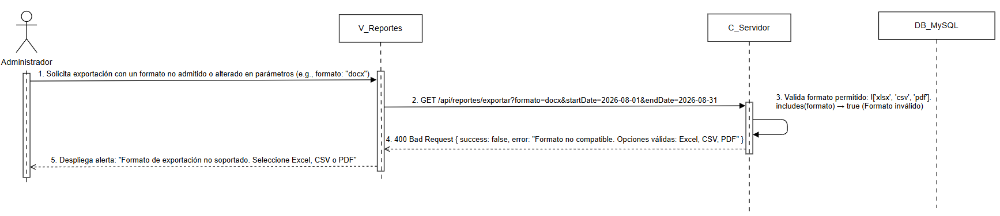 V_Reportes
C_Servidor
DB_MySQL
Administrador
1. Solicita exportación con un formato no admitido o alterado en parámetros (e.g., formato: "docx")
2. GET /api/reportes/exportar?formato=docx&startDate=2026-08-01&endDate=2026-08-31
3. Valida formato permitido: !['xlsx', 'csv', 'pdf'].
includes(formato) → true (Formato inválido)
4. 400 Bad Request { success: false, error: "Formato no compatible. Opciones válidas: Excel, CSV, PDF" }
5. Despliega alerta: "Formato de exportación no soportado. Seleccione Excel, CSV o PDF"